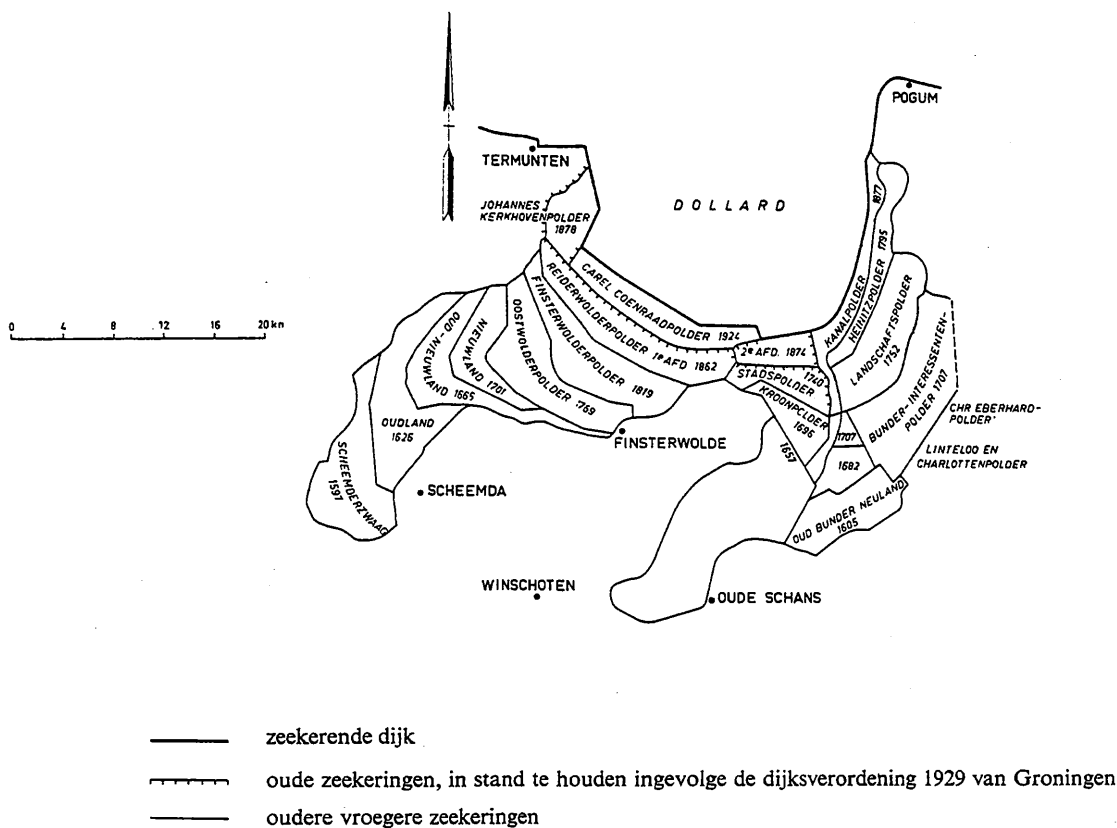 POGUM
TERMUNTEN
DOLLARD
JOHANNES
KERKHOVENPOLDER
1878
CAREL COENRAADPOLDER 1924
REIDERWOLDERPOLDER 1e AFD 1862
FINSTERWOLDERPOLDER 1819
OOSTWOLDERPOLDER 1769
NIEUWLAND 1701
OUD-NIEUWLAND 1665
OUDLAND
1626
SCHEEMDERZWAAG
1597
2e AFD. 1874
STADSPOLDER 1740
KROONPOLDER
1696
1657
1707
1682
KANALPOLDER 1877
HEINITZPOLDER 1795
LANDSCHAFTSPOLDER
1752
BUNDER-INTERESSENTEN-
POLDER 1707
CHR EBERHARD-
POLDER'
LINTELOO EN
CHARLOTTENPOLDER
OUD BUNDER NEULAND
1605
0 4 8 12 16 20 km
FINSTERWOLDE
SCHEEMDA
WINSCHOTEN
OUDE SCHANS
zeekerende dijk
oude zeekeringen, in stand te houden ingevolge de dijksverordening 1929 van Groningen
oudere vroegere zeekeringen